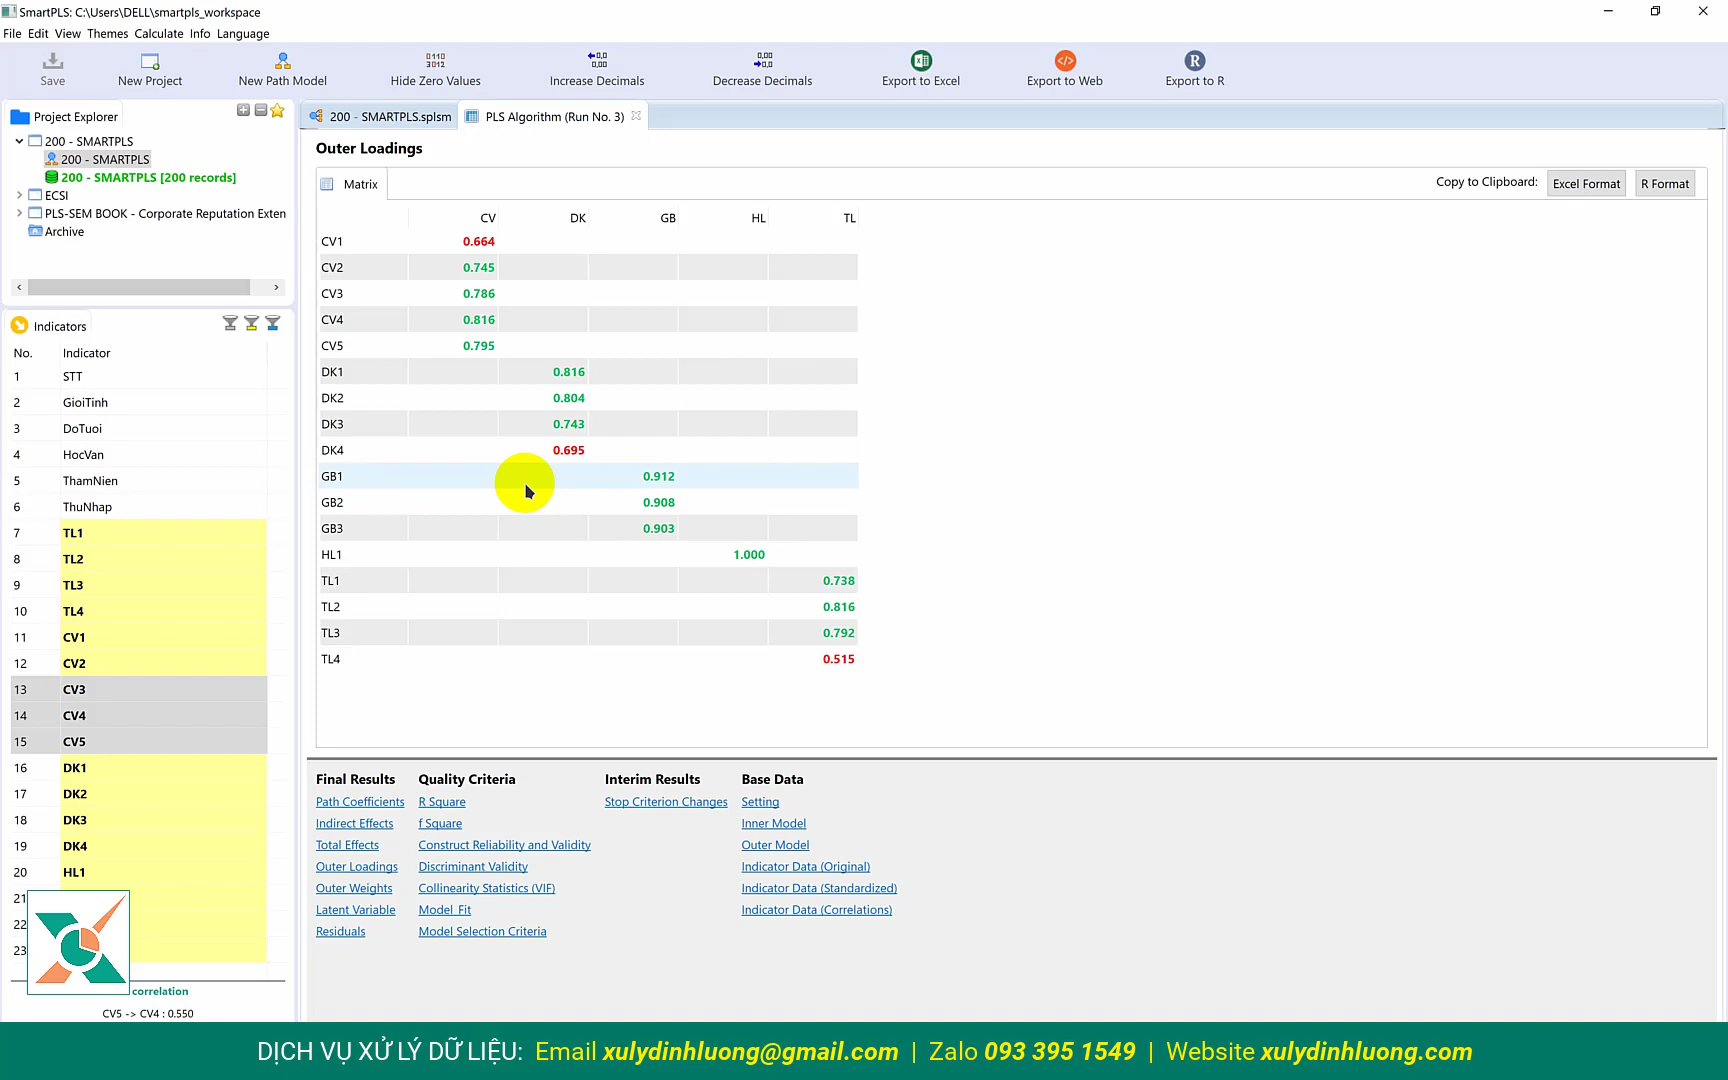 SmartPLS: C:\Users\DELL\smartpls_workspace
File Edit View Themes Calculate Info Language
Save New Project New Path Model Hide Zero Values Increase Decimals Decrease Decimals Export to Excel Export to Web Export to R
Project Explorer
200 - SMARTPLS
200 - SMARTPLS
200 - SMARTPLS [200 records]
ECSI
PLS-SEM BOOK - Corporate Reputation Exten
Archive
Indicators
No. Indicator
1 STT
2 GioiTinh
3 DoTuoi
4 HocVan
5 ThamNien
6 ThuNhap
7 TL1
8 TL2
9 TL3
10 TL4
11 CV1
12 CV2
13 CV3
14 CV4
15 CV5
16 DK1
17 DK2
18 DK3
19 DK4
20 HL1
21
22
23
correlation
CV5 -> CV4 : 0.550
200 - SMARTPLS.splsm PLS Algorithm (Run No. 3)
Outer Loadings
Matrix Copy to Clipboard: Excel Format R Format
CV DK GB HL TL
CV1 0.664
CV2 0.745
CV3 0.786
CV4 0.816
CV5 0.795
DK1 0.816
DK2 0.804
DK3 0.743
DK4 0.695
GB1 0.912
GB2 0.908
GB3 0.903
HL1 1.000
TL1 0.738
TL2 0.816
TL3 0.792
TL4 0.515
Final Results Quality Criteria Interim Results Base Data
Path Coefficients R Square Stop Criterion Changes Setting
Indirect Effects f Square Inner Model
Total Effects Construct Reliability and Validity Outer Model
Outer Loadings Discriminant Validity Indicator Data (Original)
Outer Weights Collinearity Statistics (VIF) Indicator Data (Standardized)
Latent Variable Model_Fit Indicator Data (Correlations)
Residuals Model Selection Criteria
DỊCH VỤ XỬ LÝ DỮ LIỆU: Email xulydinhluong@gmail.com | Zalo 093 395 1549 | Website xulydinhluong.com